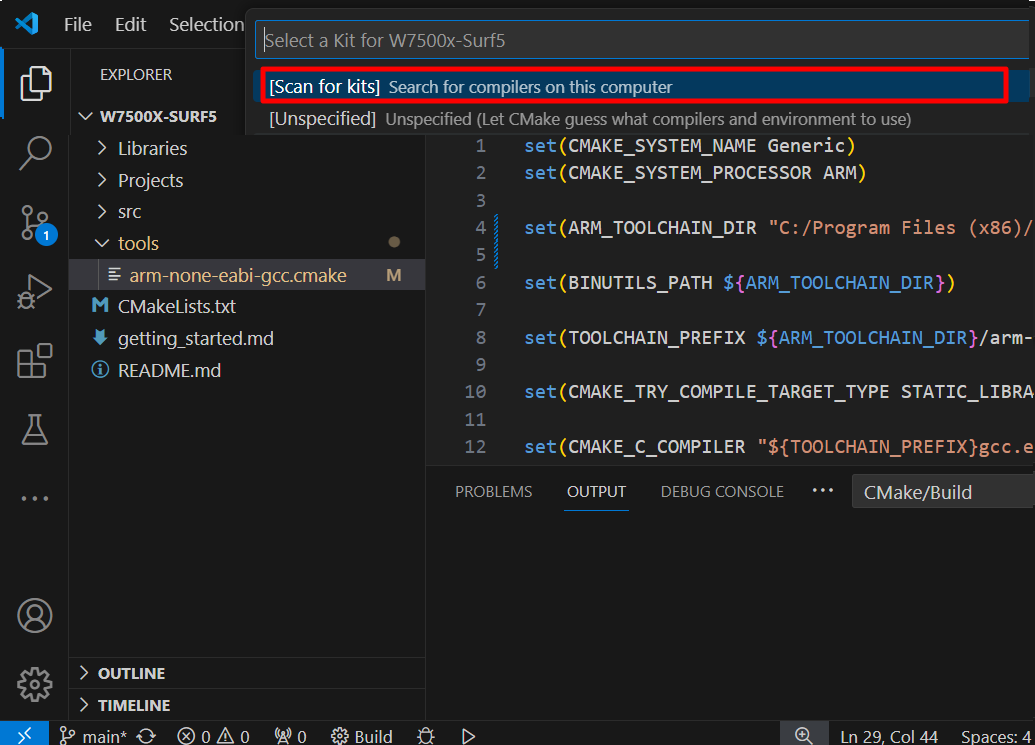 File Edit Selection
Select a Kit for W7500x-Surf5
[Scan for kits] Search for compilers on this computer
[Unspecified] Unspecified (Let CMake guess what compilers and environment to use)
EXPLORER
W7500X-SURF5
Libraries
Projects
src
tools
arm-none-eabi-gcc.cmake M
CMakeLists.txt
getting_started.md
README.md
1
1 set(CMAKE_SYSTEM_NAME Generic)
2 set(CMAKE_SYSTEM_PROCESSOR ARM)
3
4 set(ARM_TOOLCHAIN_DIR "C:/Program Files (x86)/
5
6 set(BINUTILS_PATH ${ARM_TOOLCHAIN_DIR})
7
8 set(TOOLCHAIN_PREFIX ${ARM_TOOLCHAIN_DIR}/arm-
9
10 set(CMAKE_TRY_COMPILE_TARGET_TYPE STATIC_LIBRA
11
12 set(CMAKE_C_COMPILER "${TOOLCHAIN_PREFIX}gcc.e
PROBLEMS OUTPUT DEBUG CONSOLE ··· CMake/Build
OUTLINE
TIMELINE
main* 0 0 0 Build Ln 29, Col 44 Spaces: 4